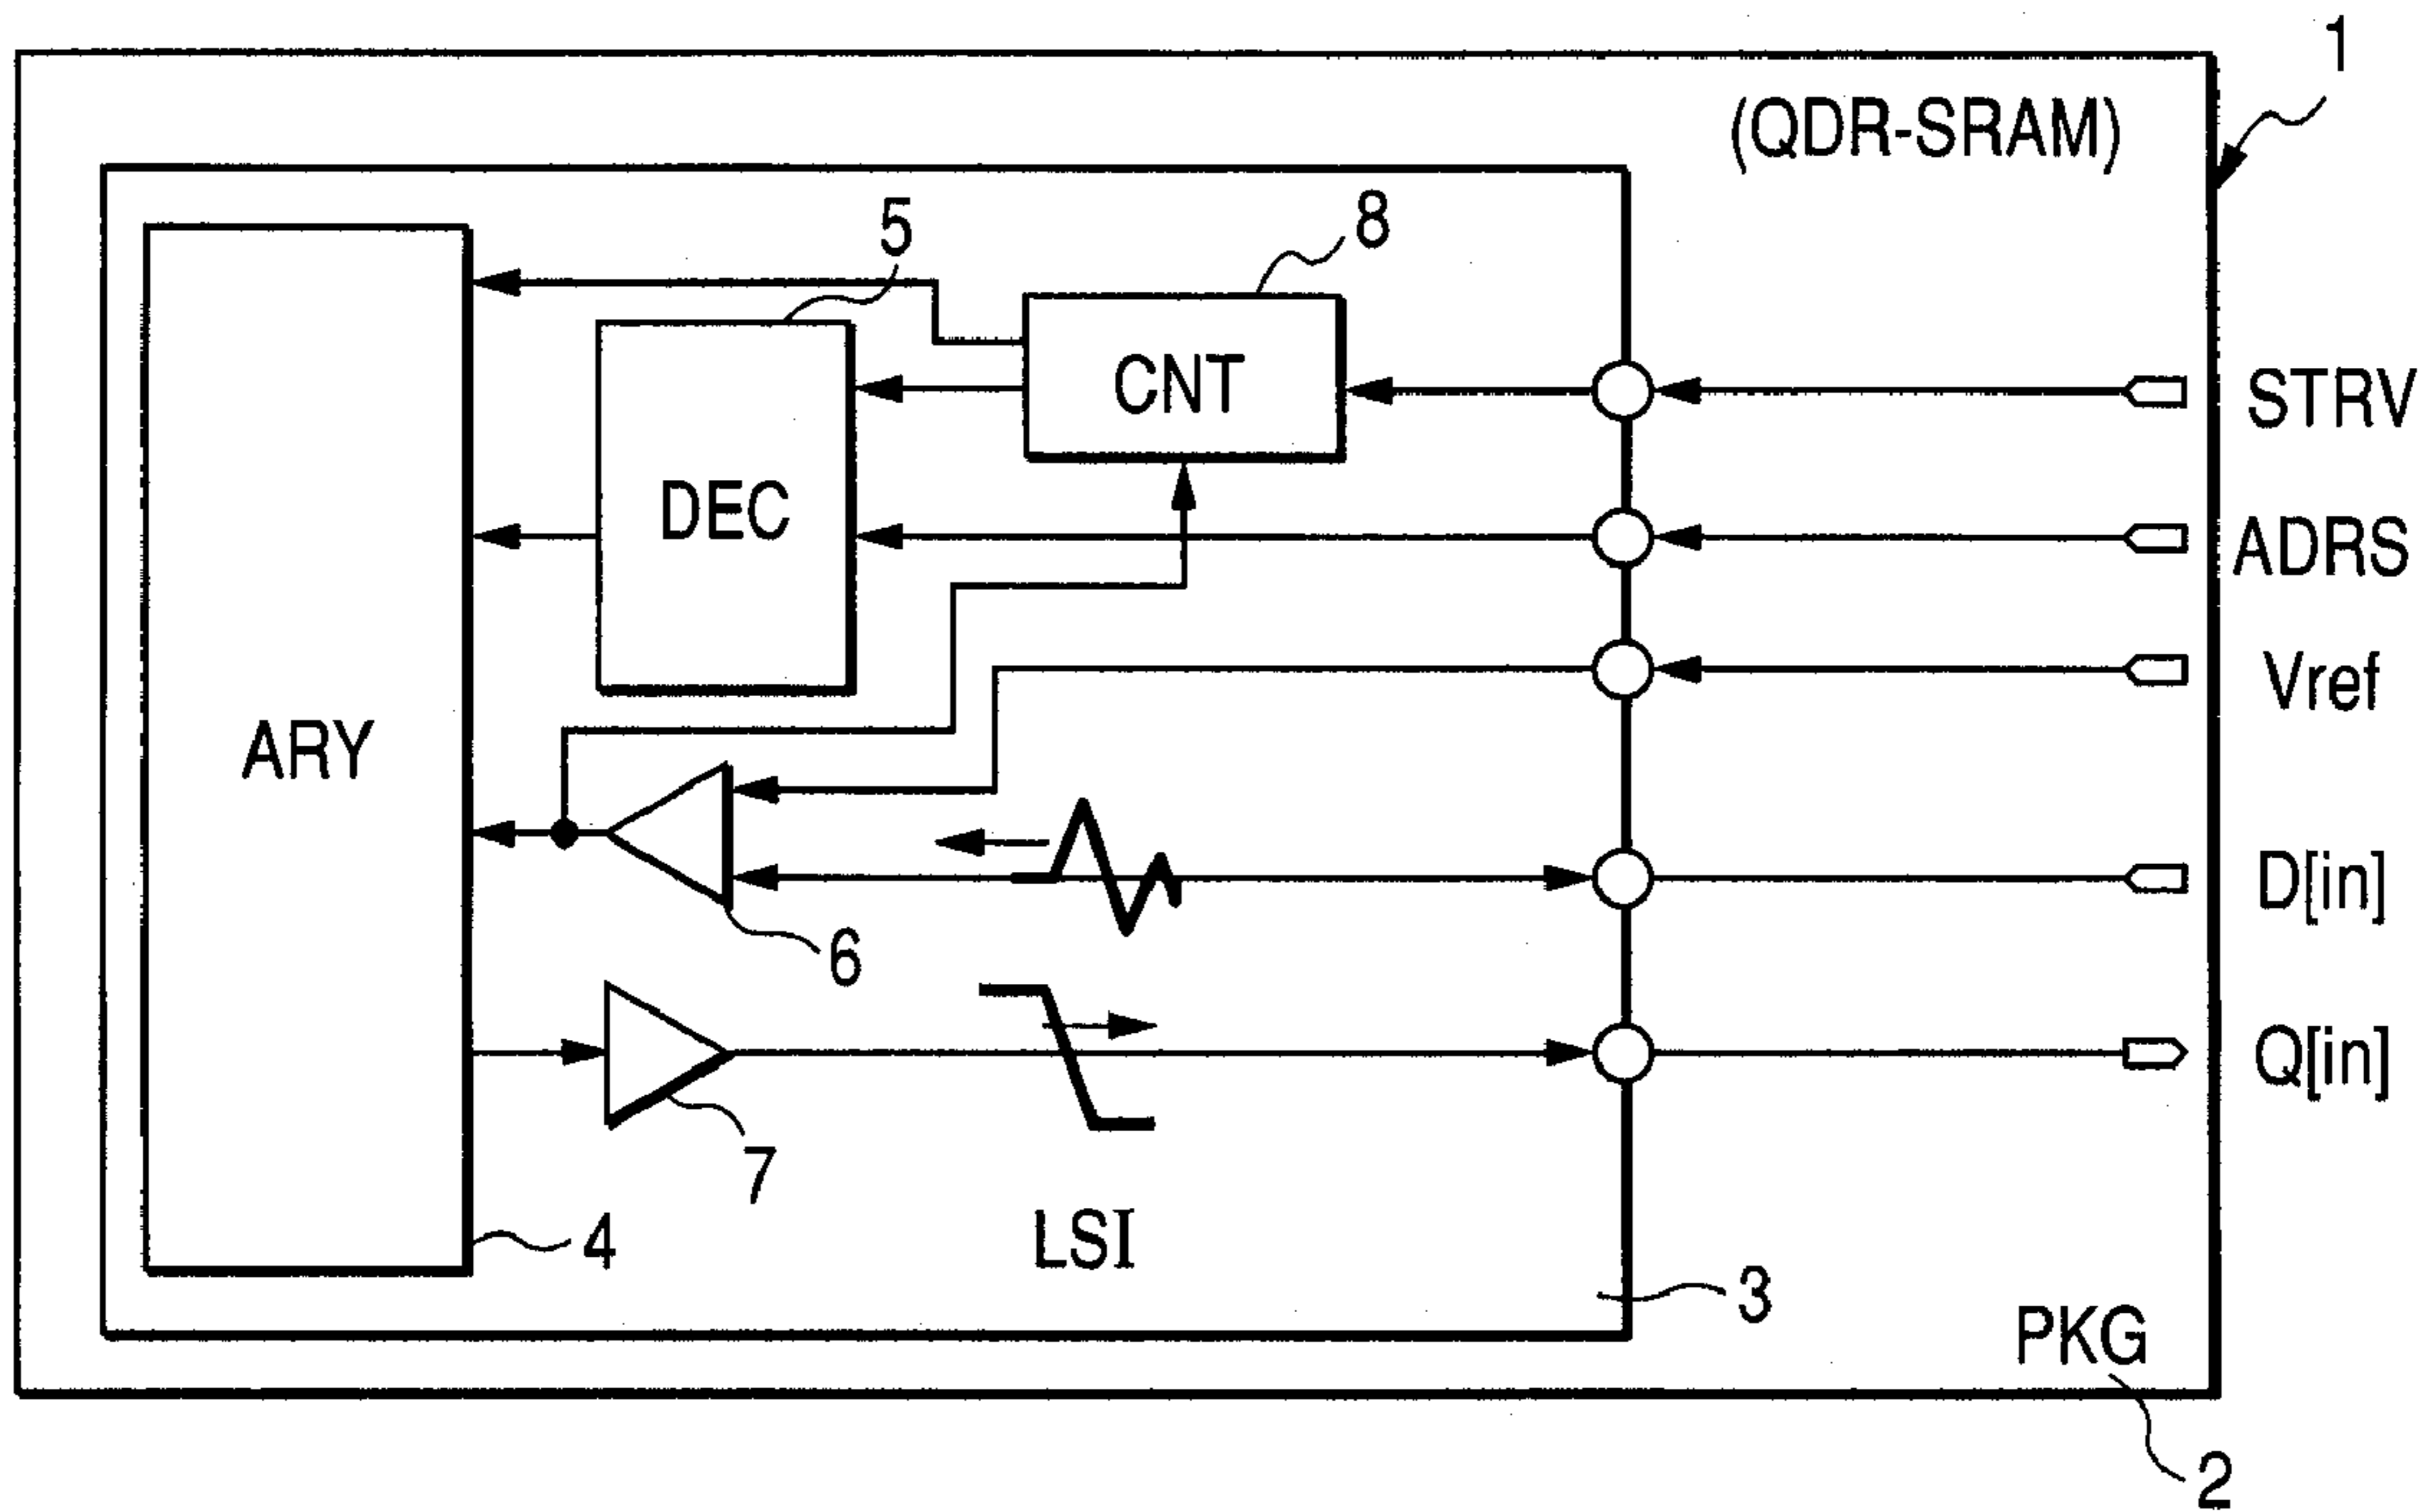 1
(QDR-SRAM)
5
8
CNT
STRV
DEC
ADRS
Vref
ARY
D[in]
6
Q[in]
7
4
LSI
3
PKG
2